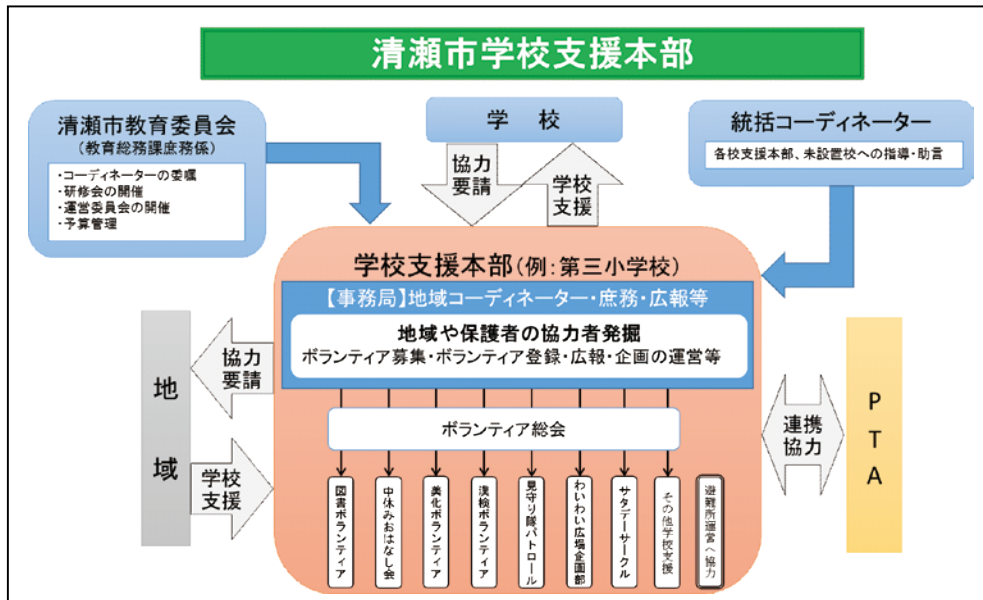 清瀬市学校支援本部
清瀬市教育委員会
(教育総務課庶務係)
・コーディネーターの委嘱
・研修会の開催
・運営委員会の開催
・予算管理
学　校
統括コーディネーター
各校支援本部、未設置校への指導・助言
協力
要請
学校
支援
学校支援本部(例:第三小学校)
【事務局】地域コーディネーター・庶務・広報等
地域や保護者の協力者発掘
ボランティア募集・ボランティア登録・広報・企画の運営等
地域
協力
要請
学校
支援
ボランティア総会
連携
協力
PTA
図書ボランティア
中休みおはなし会
美化ボランティア
漢検ボランティア
見守り隊パトロール
わいわい広場企画部
サタデーサークル
その他学校支援
避難所運営へ協力